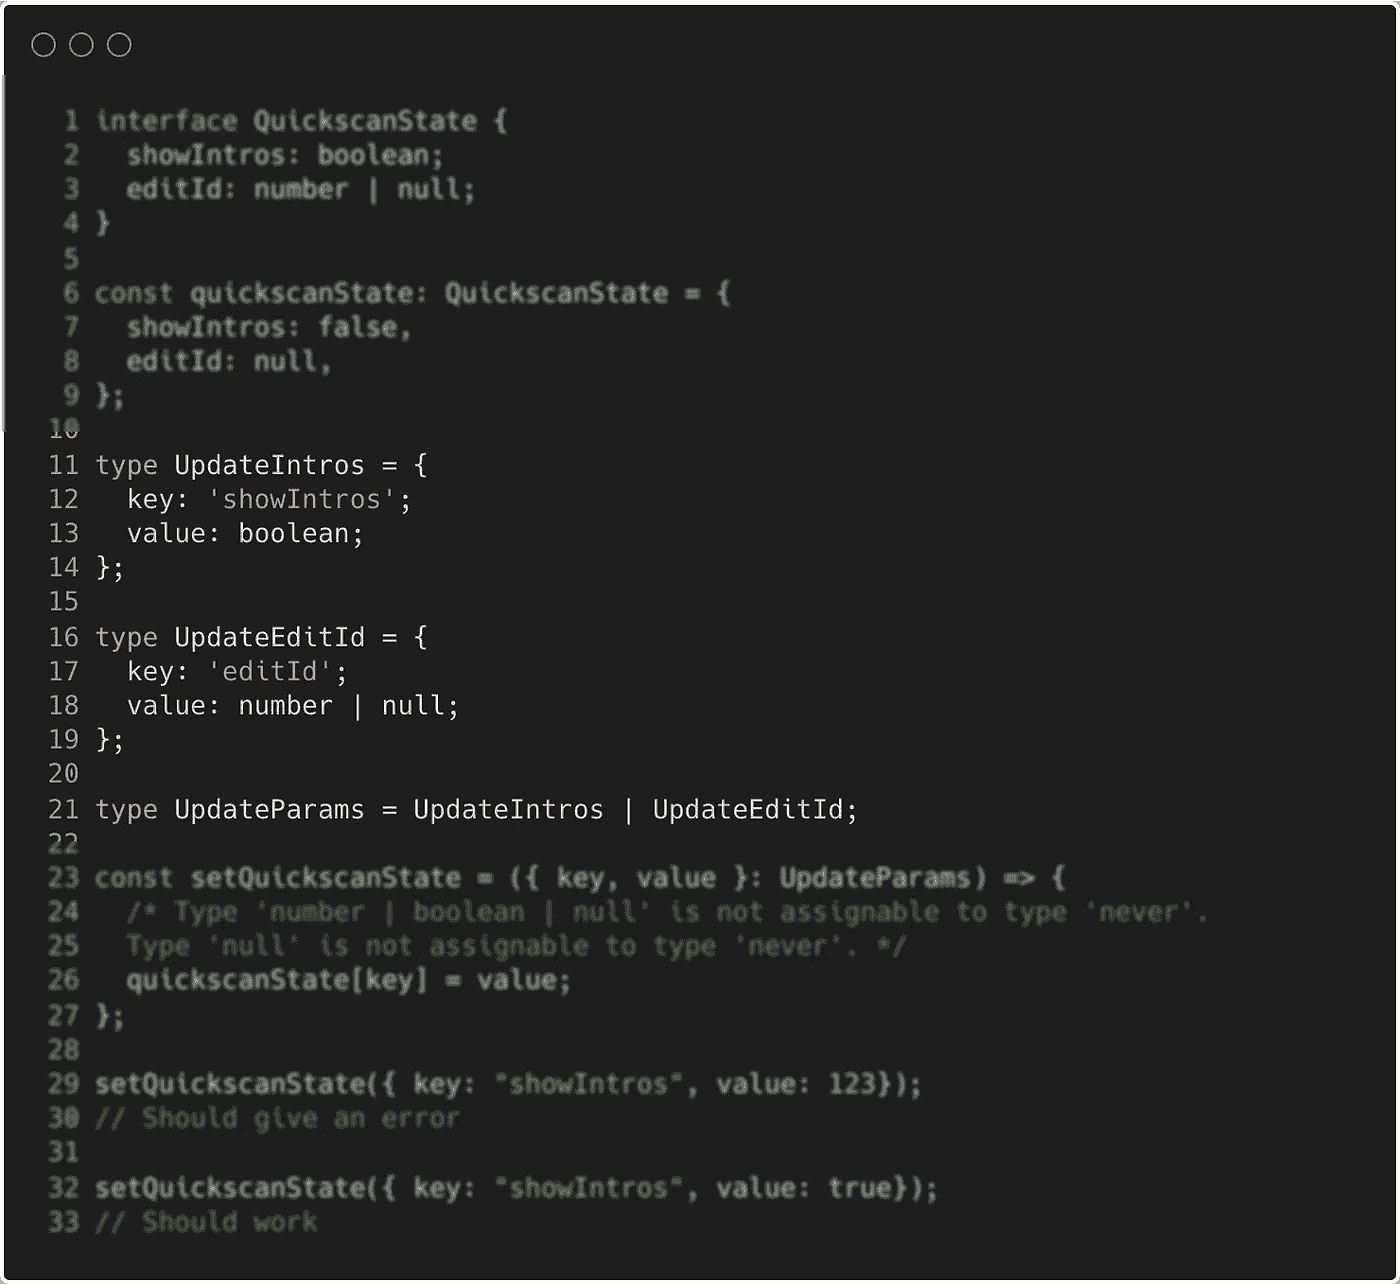 1 interface QuickscanState {
2   showIntros: boolean;
3   editId: number | null;
4 }
5
6 const quickscanState: QuickscanState = {
7   showIntros: false,
8   editId: null,
9 };
10
11 type UpdateIntros = {
12   key: 'showIntros';
13   value: boolean;
14 };
15
16 type UpdateEditId = {
17   key: 'editId';
18   value: number | null;
19 };
20
21 type UpdateParams = UpdateIntros | UpdateEditId;
22
23 const setQuickscanState = ({ key, value }: UpdateParams) => {
24   /* Type 'number | boolean | null' is not assignable to type 'never'.
25   Type 'null' is not assignable to type 'never'. */
26   quickscanState[key] = value;
27 };
28
29 setQuickscanState({ key: "showIntros", value: 123});
30 // Should give an error
31
32 setQuickscanState({ key: "showIntros", value: true});
33 // Should work